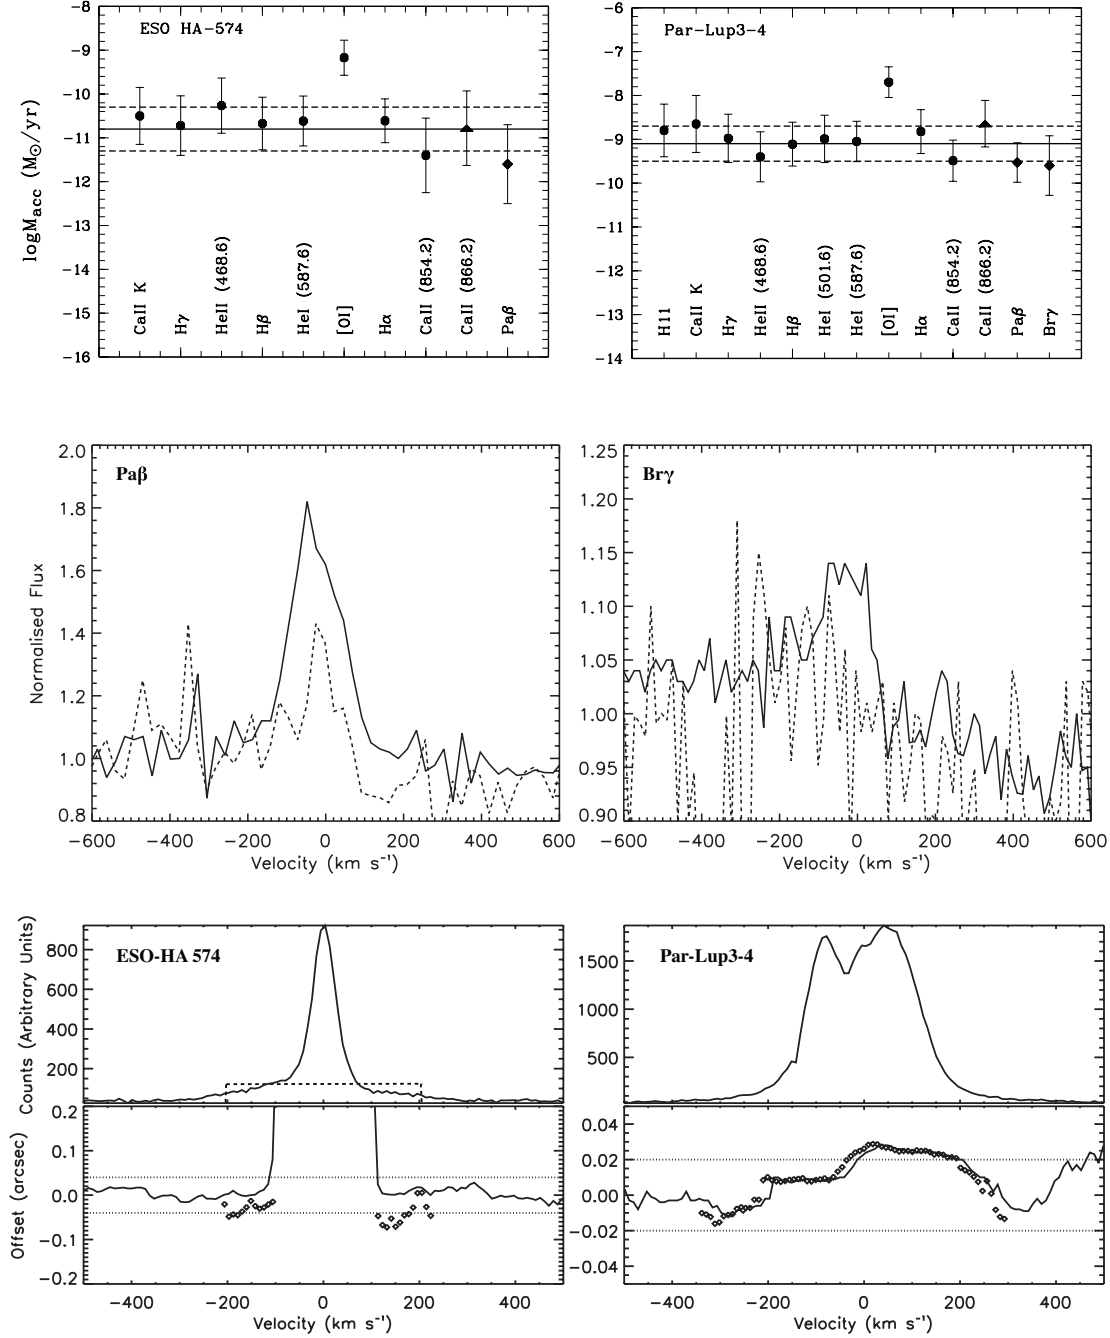 ESO HA-574
logṀacc (M⊙/yr)
-8
-9
-10
-11
-12
-13
-14
-15
-16
CaII K
Hγ
HeII (468.6)
Hβ
HeI (587.6)
[OI]
Hα
CaII (854.2)
CaII (866.2)
Paβ
Par-Lup3-4
-6
-7
-8
-9
-10
-11
-12
-13
-14
H11
CaII K
Hγ
HeII (468.6)
Hβ
HeI (501.6)
HeI (587.6)
[OI]
Hα
CaII (854.2)
CaII (866.2)
Paβ
Brγ
Paβ
Normalised Flux
2.0
1.8
1.6
1.4
1.2
1.0
0.8
-600 -400 -200 0 200 400 600
Velocity (km s⁻¹)
Brγ
1.25
1.20
1.15
1.10
1.05
1.00
0.95
0.90
-600 -400 -200 0 200 400 600
Velocity (km s⁻¹)
ESO-HA 574
Counts (Arbitrary Units)
800
600
400
200
Offset (arcsec)
0.2
0.1
0.0
-0.1
-0.2
-400 -200 0 200 400
Velocity (km s⁻¹)
Par-Lup3-4
1500
1000
500
0.04
0.02
0.00
-0.02
-0.04
-400 -200 0 200 400
Velocity (km s⁻¹)